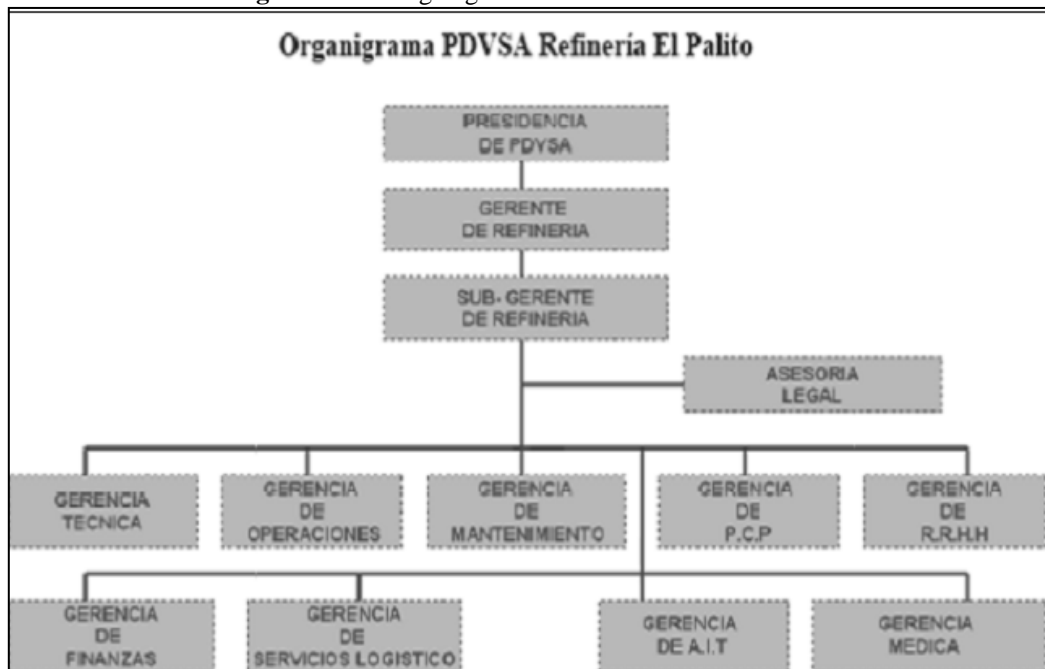 Organigrama PDVSA Refinería El Palito
PRESIDENCIA
DE PDVSA
GERENTE
DE REFINERIA
SUB- GERENTE
DE REFINERIA
ASESORIA
LEGAL
GERENCIA
TECNICA
GERENCIA
DE
OPERACIONES
GERENCIA
DE
MANTENIMIENTO
GERENCIA
DE
P.C.P
GERENCIA
DE
R.R.H.H
GERENCIA
DE
FINANZAS
GERENCIA
DE
SERVICIOS LOGISTICO
GERENCIA
DE A.I.T
GERENCIA
MEDICA